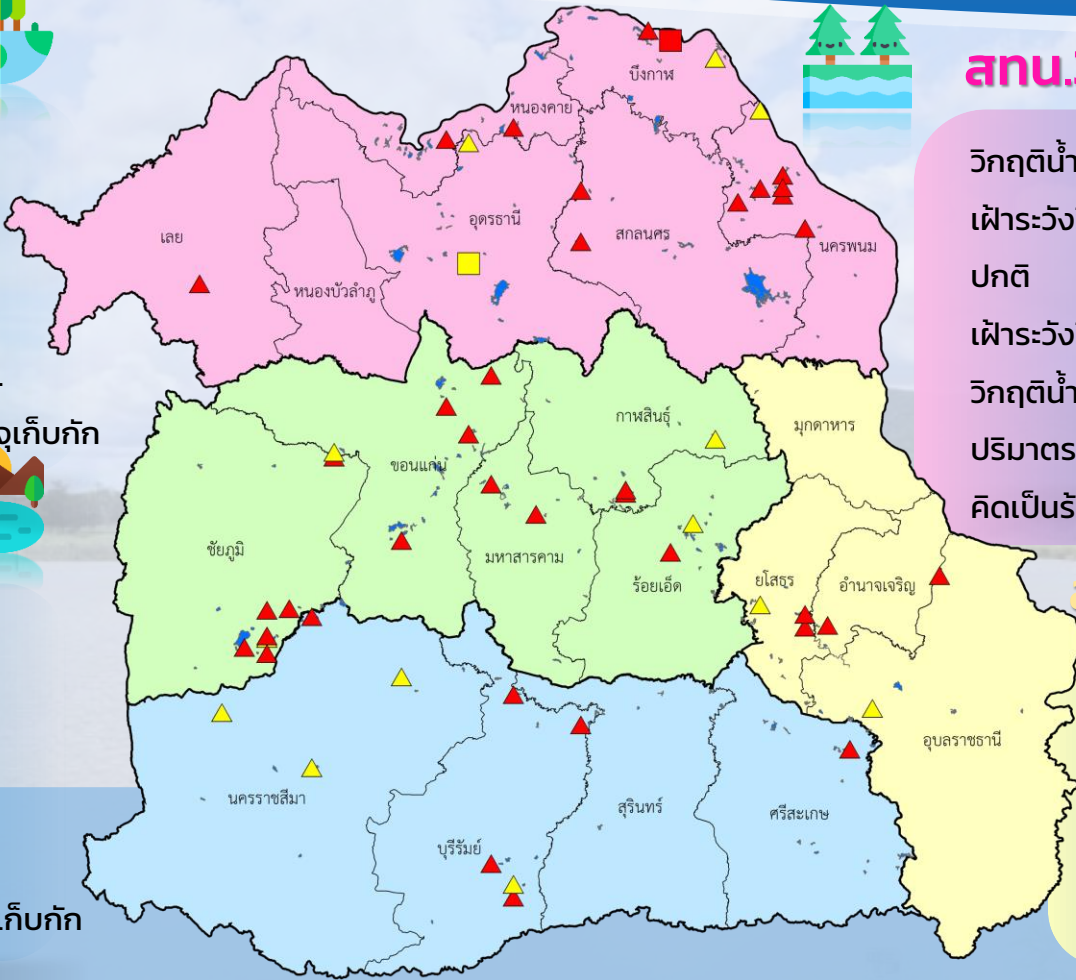 สทน.
บึงกาฬ
หนองคาย
วิกฤติน้ำ
เฝ้าระวัง
ปกติ
เฝ้าระวัง
วิกฤติน้ำ
ปริมาตร
คิดเป็นร้
เลย
อุดรธานี
สกลนคร
นครพนม
หนองบัวลำภู
จุเก็บกัก
กาฬสินธุ์
มุกดาหาร
ขอนแก่น
ชัยภูมิ
มหาสารคาม
ร้อยเอ็ด
ยโสธร
อำนาจเจริญ
อุบลราชธานี
นครราชสีมา
บุรีรัมย์
สุรินทร์
ศรีสะเกษ
เก็บกัก